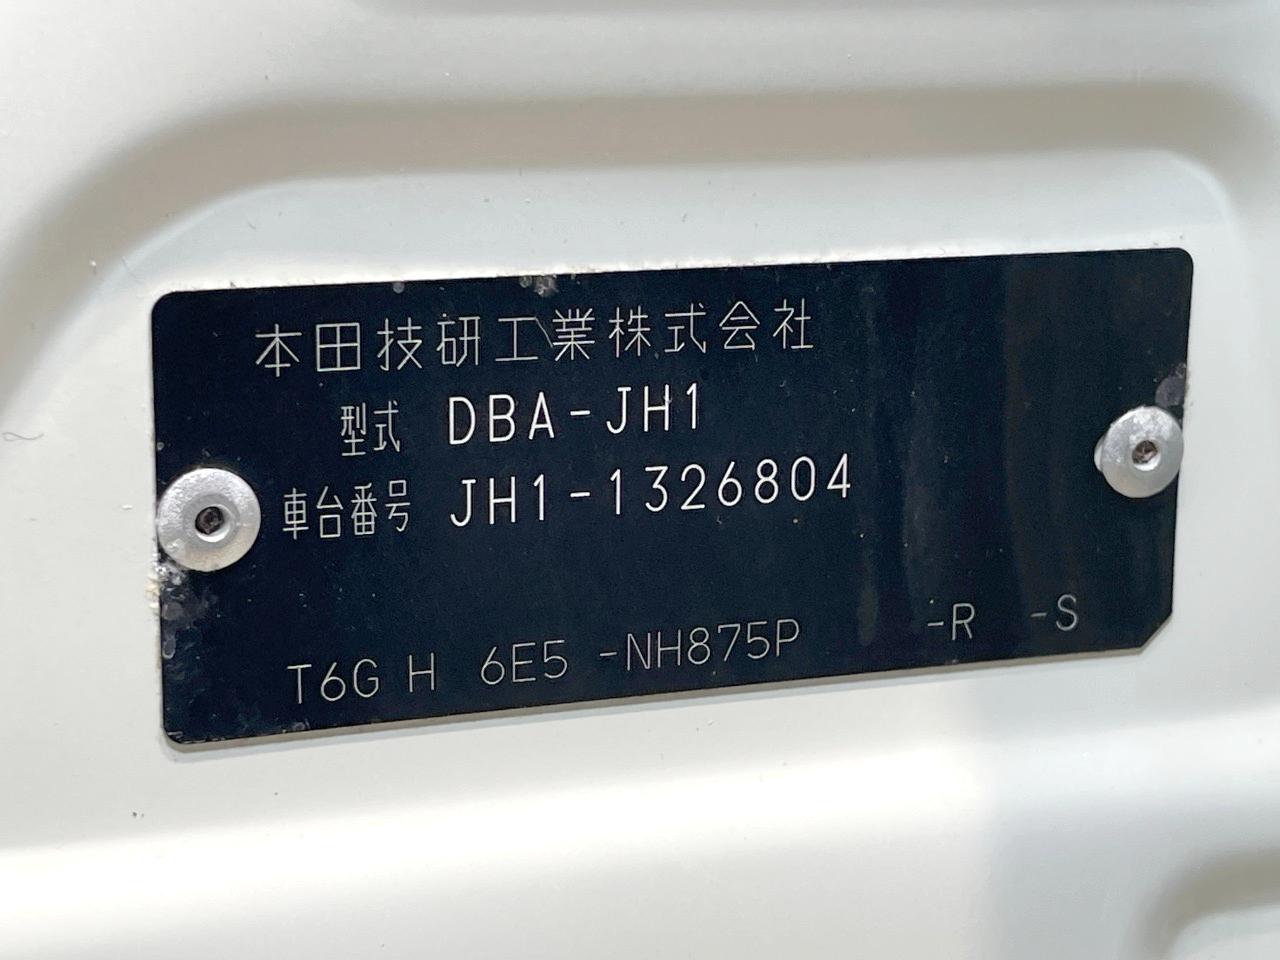 本田技研工業株式会社
型式 DBA-JH1
車台番号 JH1-1326804
T6G H 6E5 -NH875P -R -S